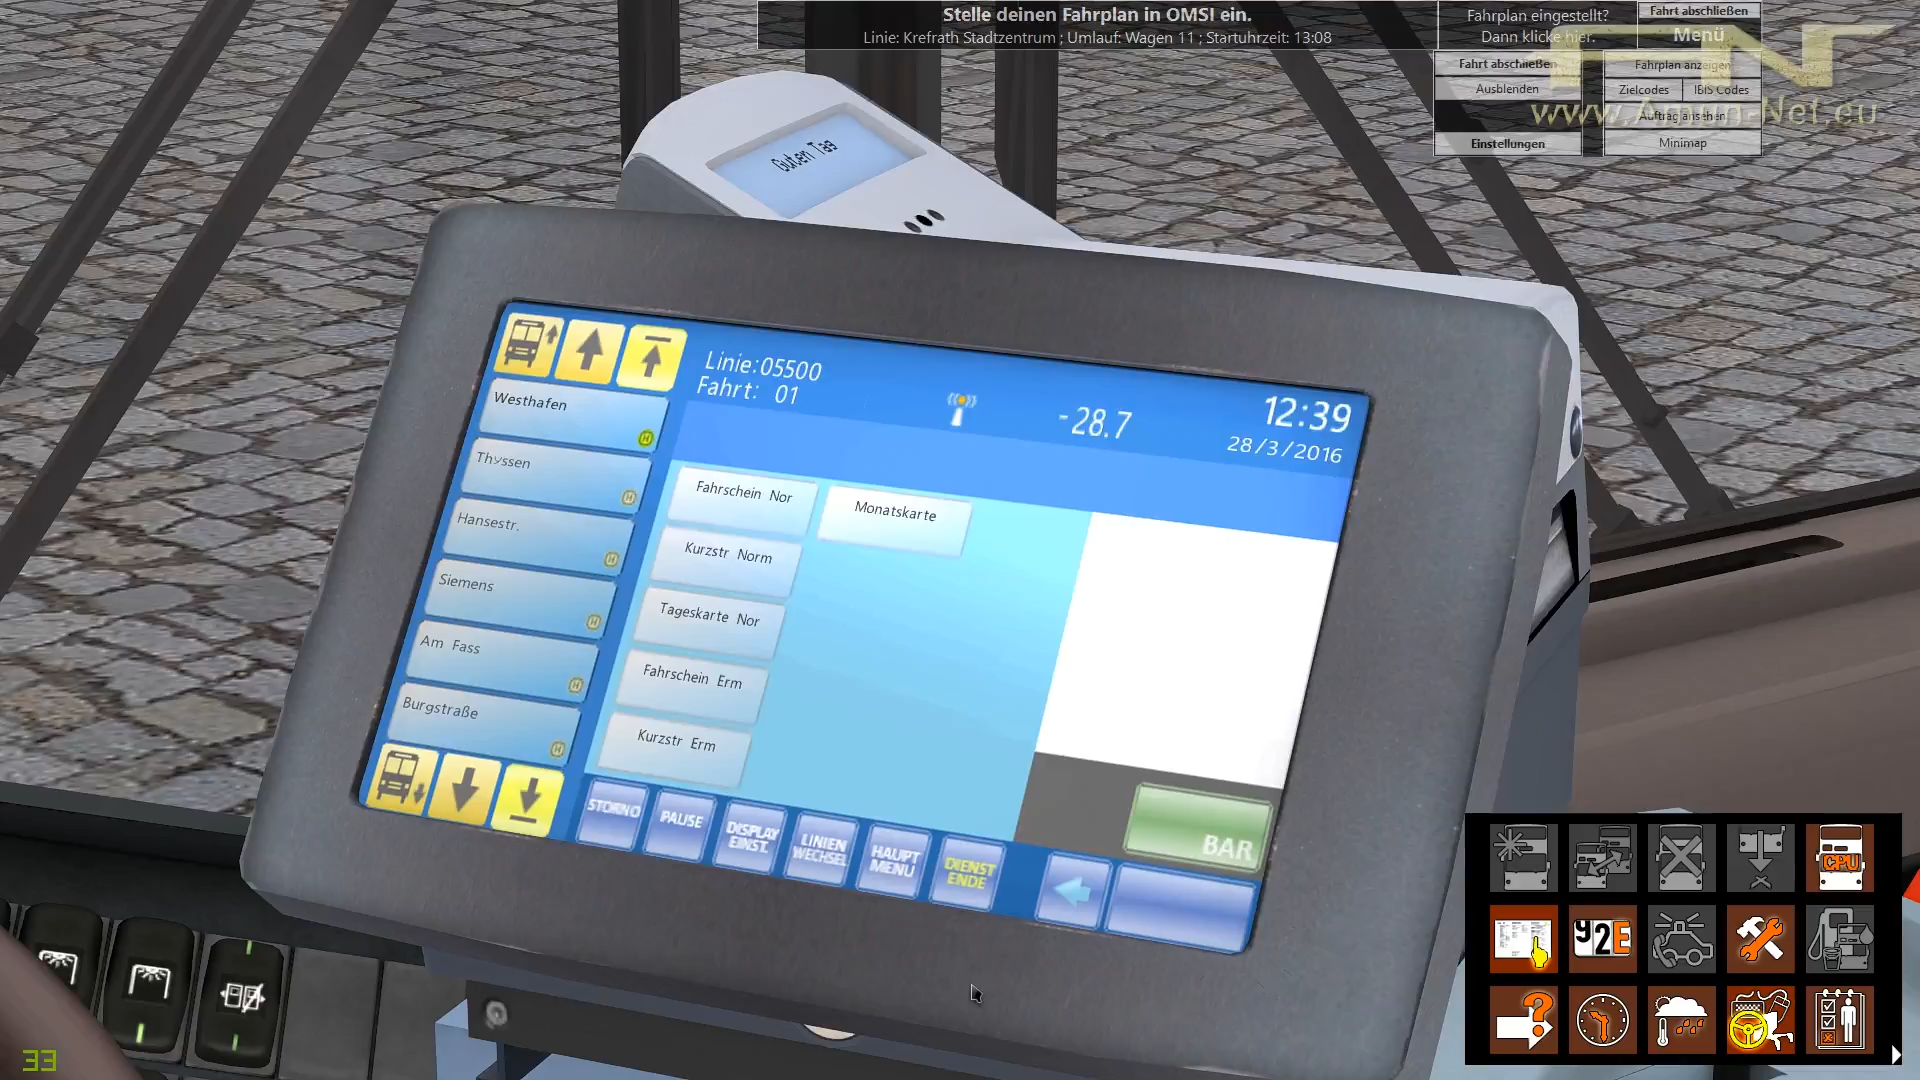 Stelle deinen Fahrplan in OMSI ein.
Linie: Krefrath Stadtzentrum ; Umlauf: Wagen 11 ; Startuhrzeit: 13:08
Fahrplan eingestellt?
Dann klicke hier.
Fahrt abschließen
Menü
Fahrt abschließen
Fahrplan anzeigen
Ausblenden
Zielcodes
IBIS Codes
www.Amun-Net.eu
Auftrag ansehen
Einstellungen
Minimap
Guten Tag
Linie:05500
Fahrt: 01
-28.7
12:39
28/3/2016
Westhafen
Thyssen
Hansestr.
Siemens
Am Fass
Burgstraße
Fahrschein Nor
Monatskarte
Kurzstr Norm
Tageskarte Nor
Fahrschein Erm
Kurzstr Erm
BAR
STORNO
PAUSE
DISPLAY
EINST.
LINIEN
WECHSEL
HAUPT
MENU
DIENST
ENDE
CPU
92E
33